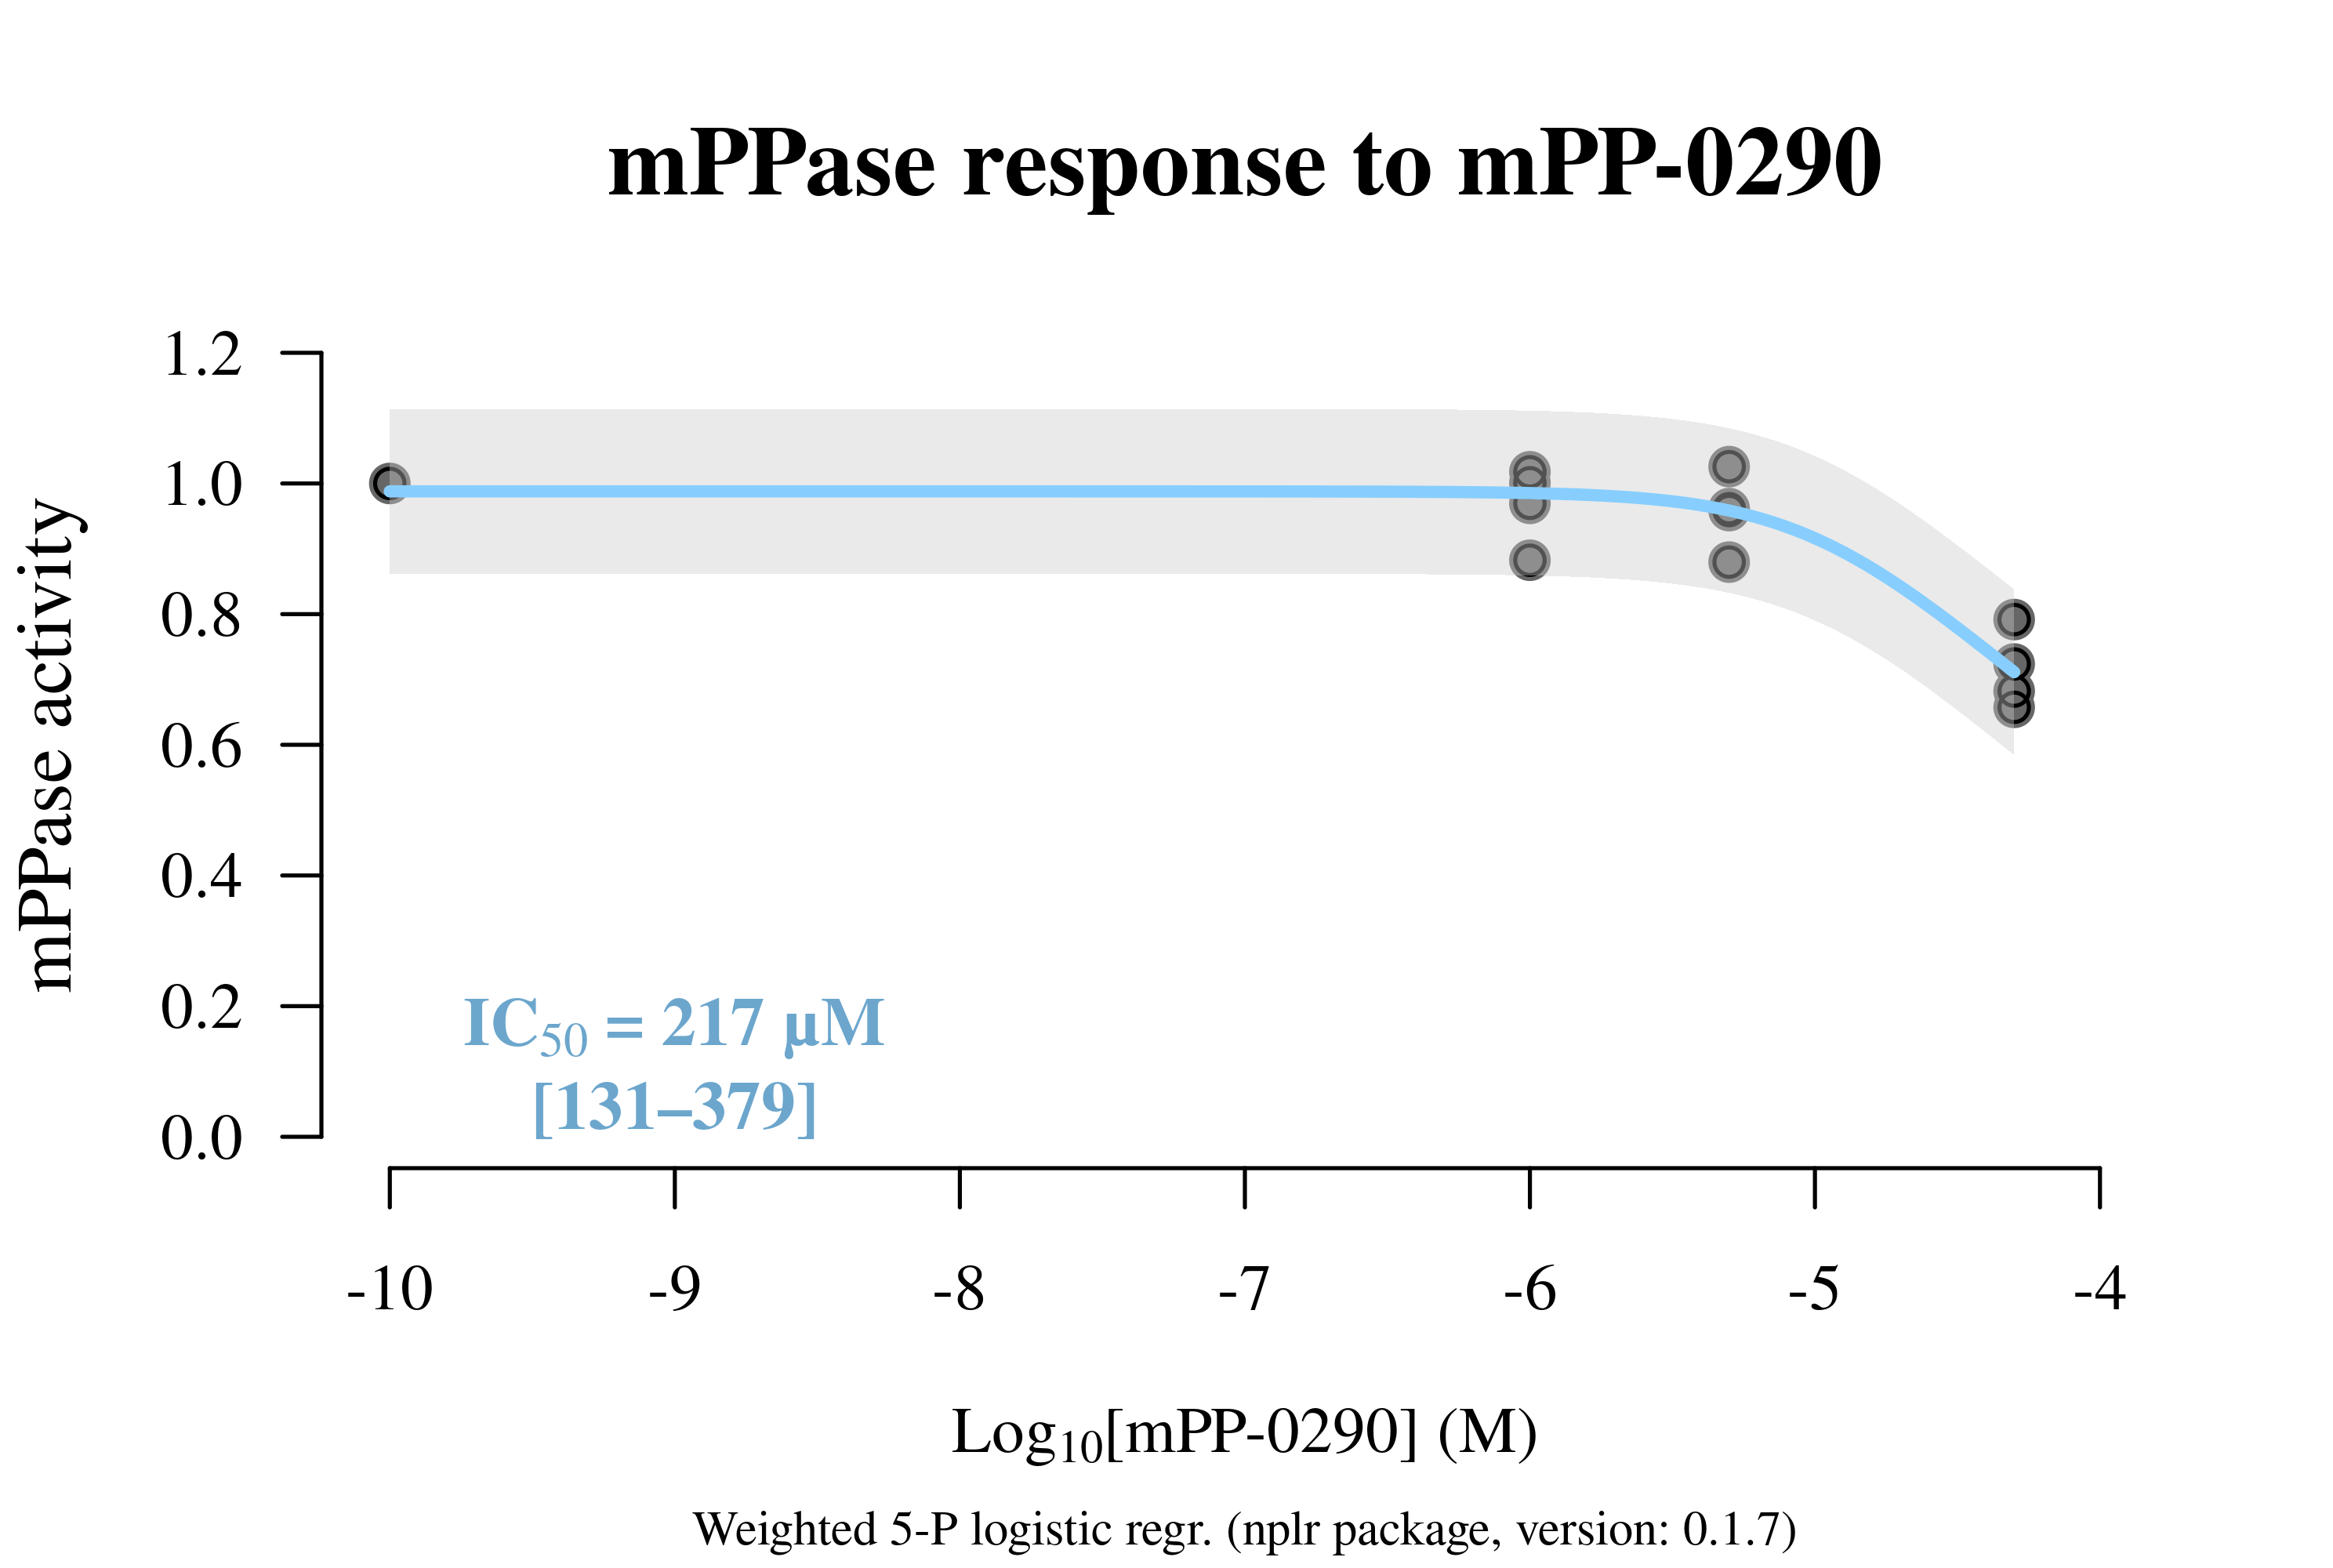 mPPase response to mPP-0290
mPPase activity
1.2
1.0
0.8
0.6
0.4
0.2
0.0
IC50 = 217 µM
[131–379]
-10 -9 -8 -7 -6 -5 -4
Log10[mPP-0290] (M)
Weighted 5-P logistic regr. (nplr package, version: 0.1.7)